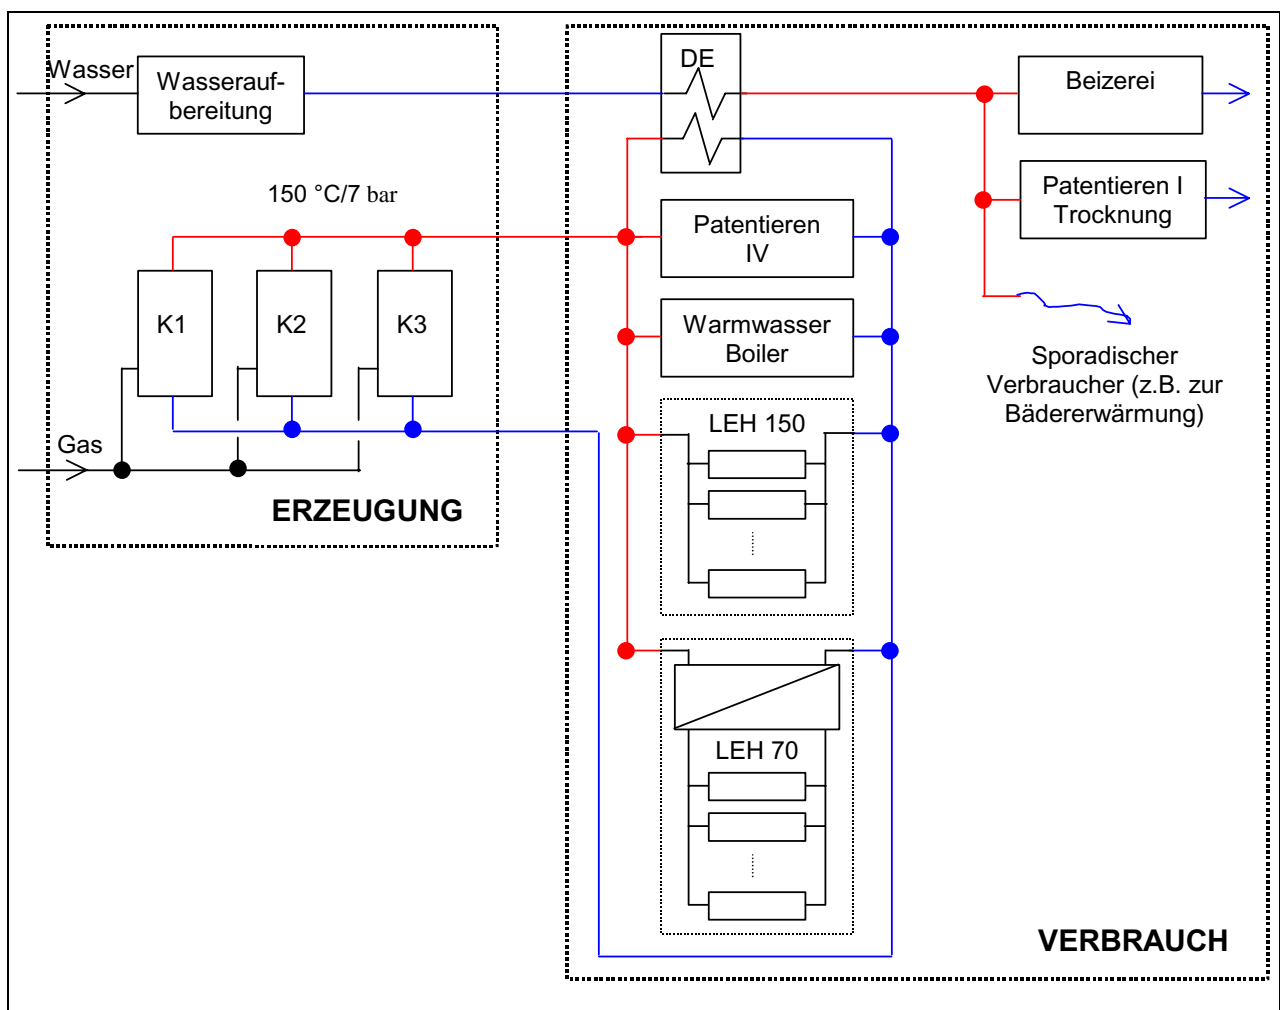 Wasser
Wasserauf-
bereitung
DE
Beizerei
Patentieren I
Trocknung
150 °C/7 bar
Patentieren
IV
K1
K2
K3
Warmwasser
Boiler
Sporadischer
Verbraucher (z.B. zur
Bädererwärmung)
LEH 150
Gas
ERZEUGUNG
LEH 70
VERBRAUCH